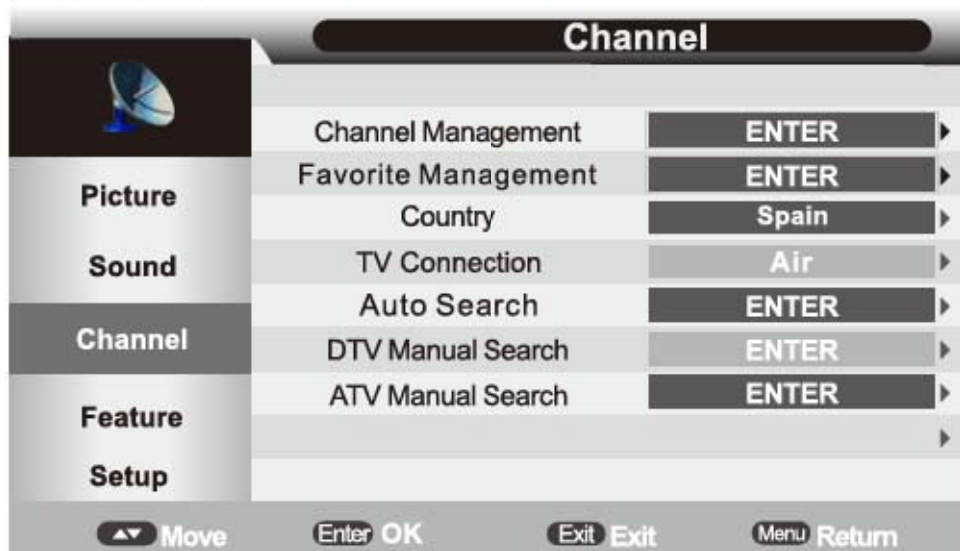 Channel
Picture
Sound
Channel
Feature
Setup
Channel Management ENTER
Favorite Management ENTER
Country Spain
TV Connection Air
Auto Search ENTER
DTV Manual Search ENTER
ATV Manual Search ENTER
Move Enter OK Exit Exit Menu Return